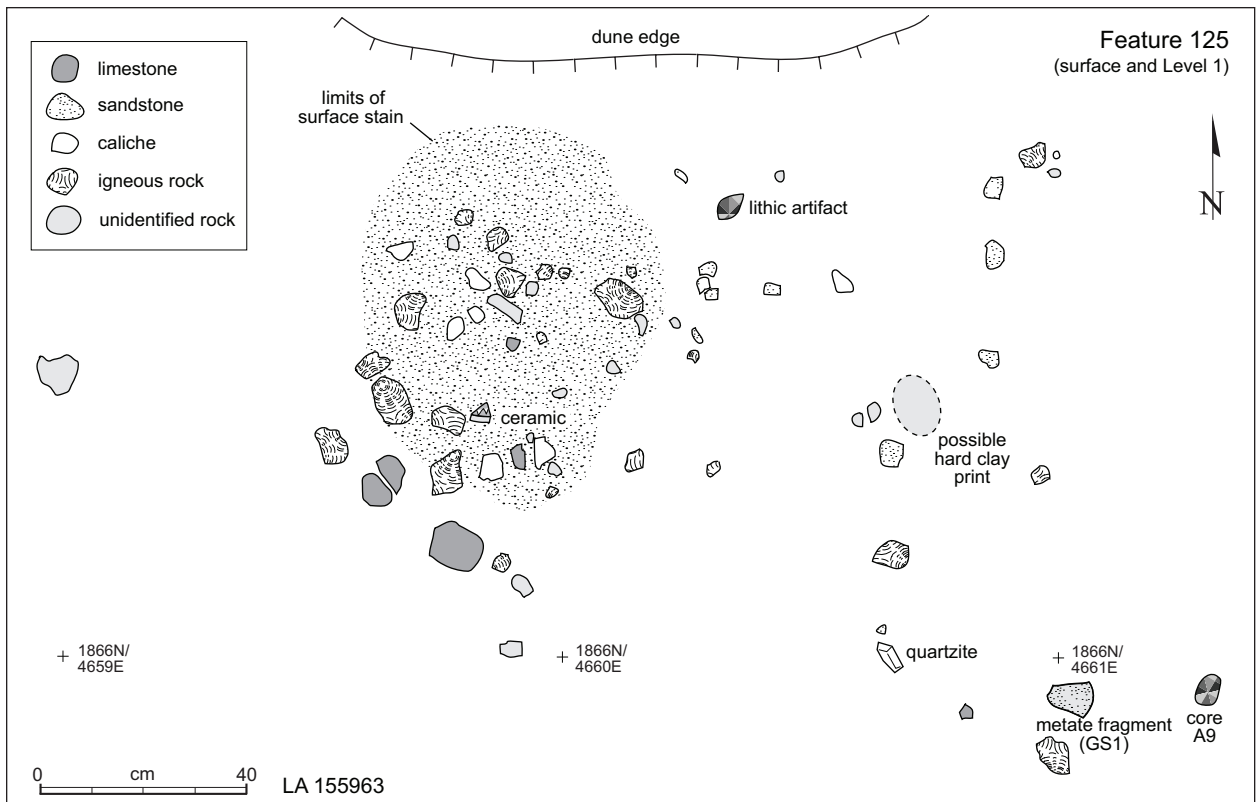 dune edge
Feature 125
(surface and Level 1)
limestone
sandstone
caliche
igneous rock
unidentified rock
limits of
surface stain
N
lithic artifact
ceramic
possible
hard clay
print
1866N/
4659E
1866N/
4660E
quartzite
1866N/
4661E
metate fragment
(GS1)
core
A9
0 cm 40
LA 155963